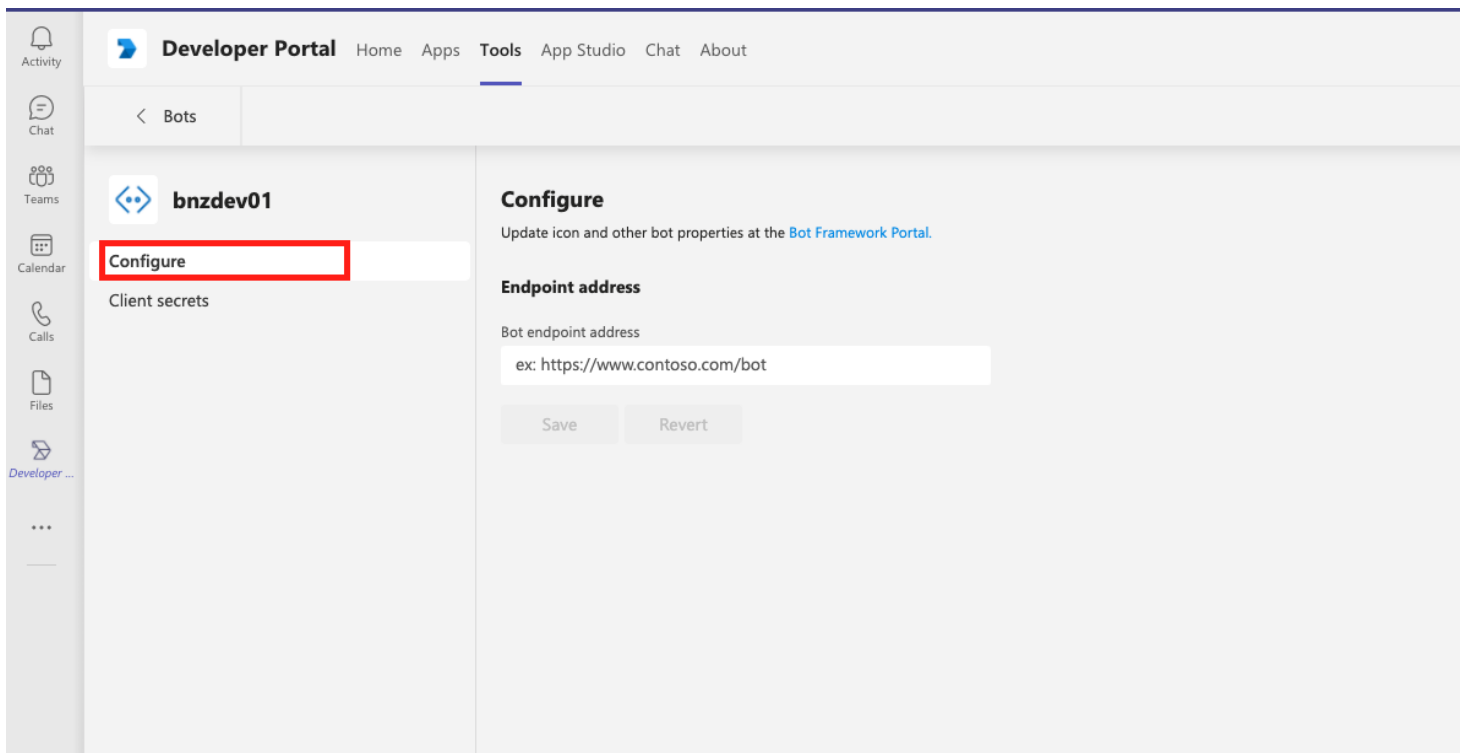 Activity
Chat
Teams
Calendar
Calls
Files
Developer ...
Developer Portal Home Apps Tools App Studio Chat About
Bots
bnzdev01
Configure
Client secrets
Configure
Update icon and other bot properties at the Bot Framework Portal.
Endpoint address
Bot endpoint address
ex: https://www.contoso.com/bot
Save Revert